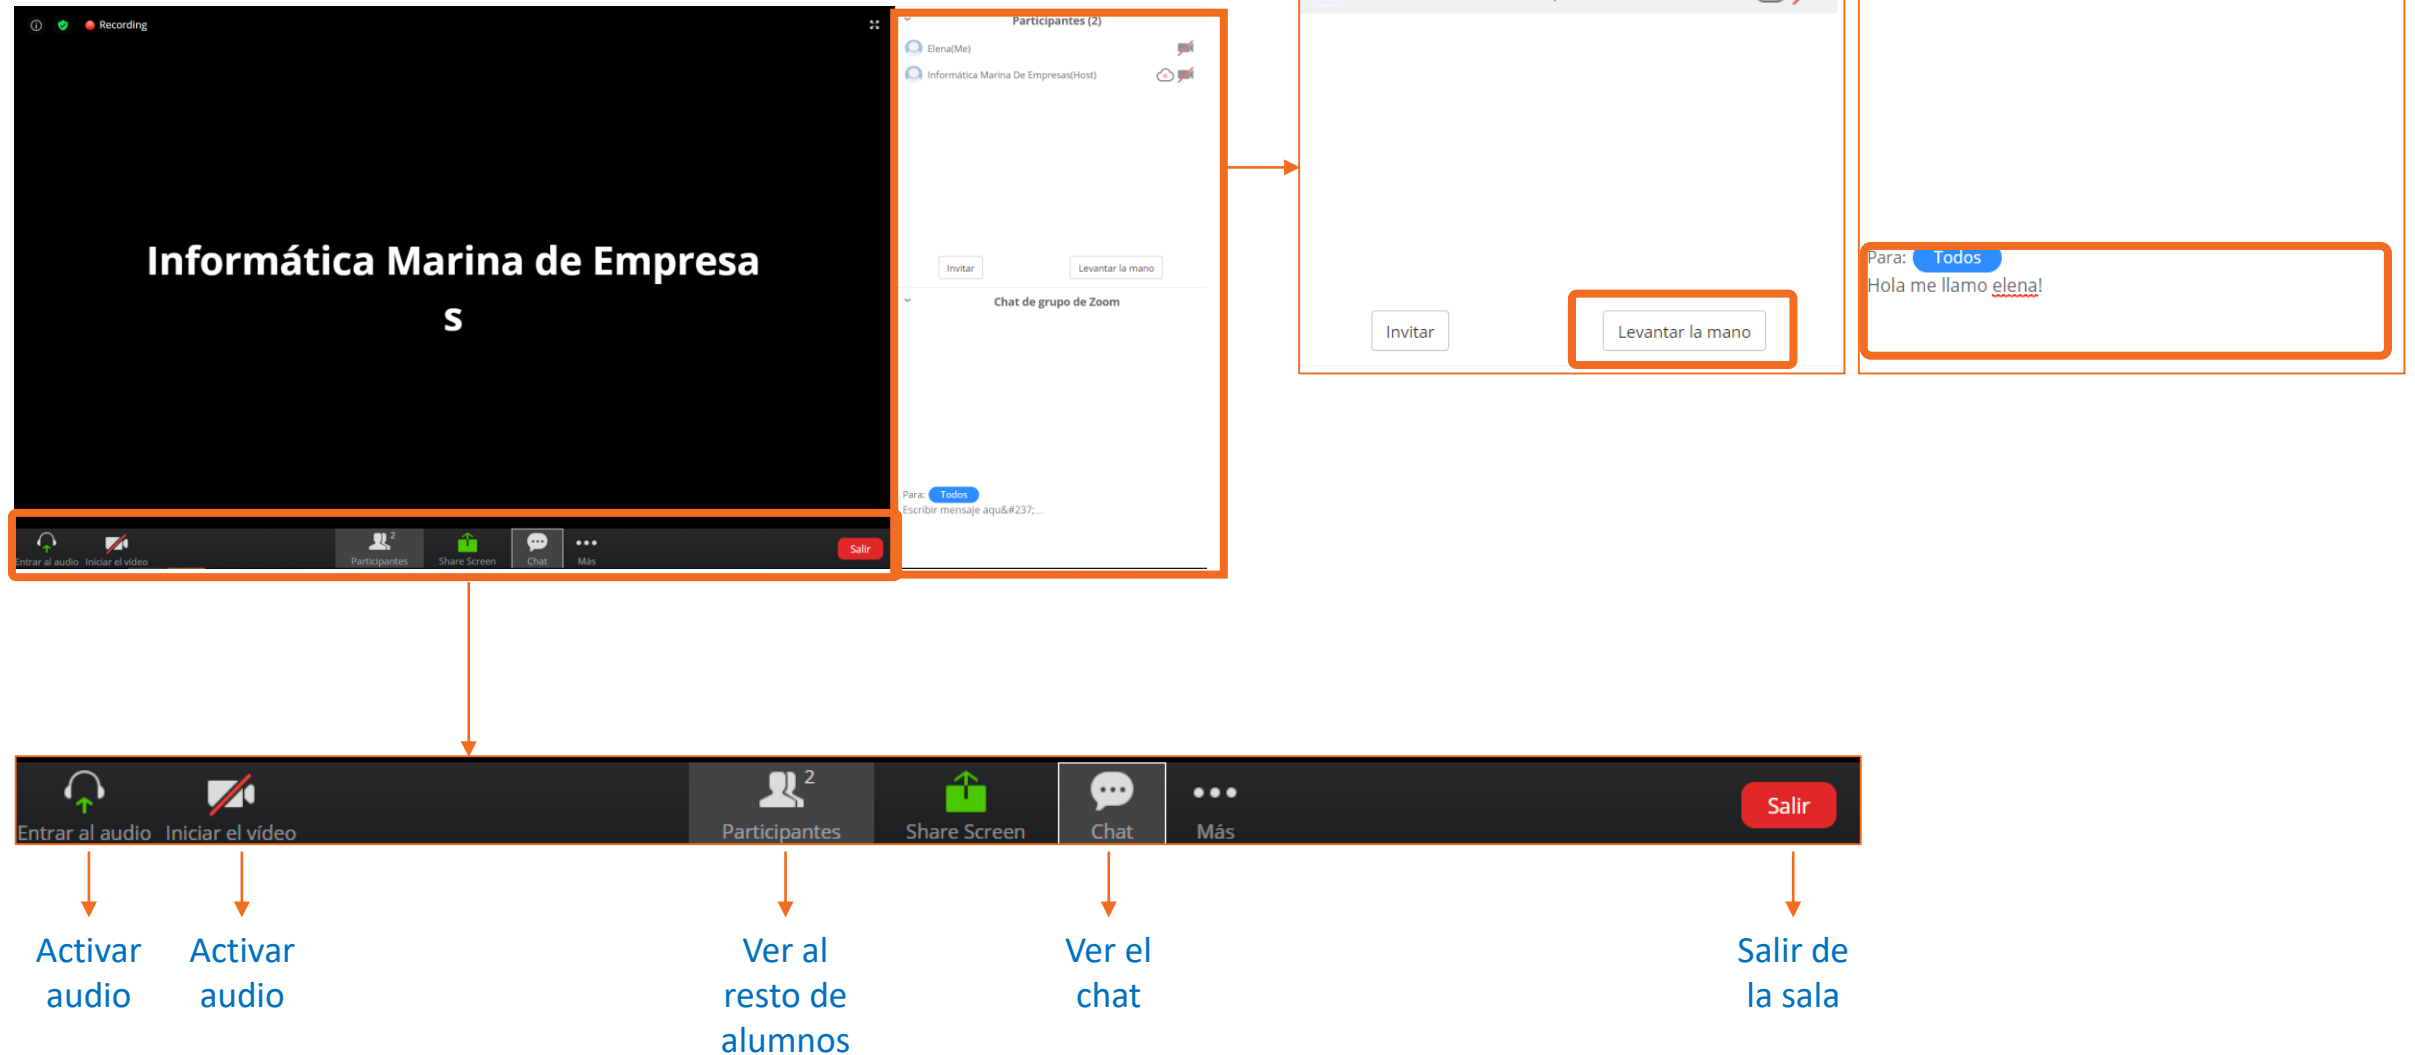 Recording
Informática Marina de Empresa
s
Entrar al audio Iniciar el vídeo Participantes 2 Share Screen Chat Más Salir
Participantes (2)
Elena(Me)
Informática Marina De Empresas(Host)
Invitar Levantar la mano
Chat de grupo de Zoom
Para: Todos
Escribir mensaje aqu&#237;...
Invitar Levantar la mano
Para: Todos
Hola me llamo elena!
Entrar al audio Iniciar el vídeo Participantes 2 Share Screen Chat Más Salir
Activar
audio
Activar
audio
Ver al
resto de
alumnos
Ver el
chat
Salir de
la sala